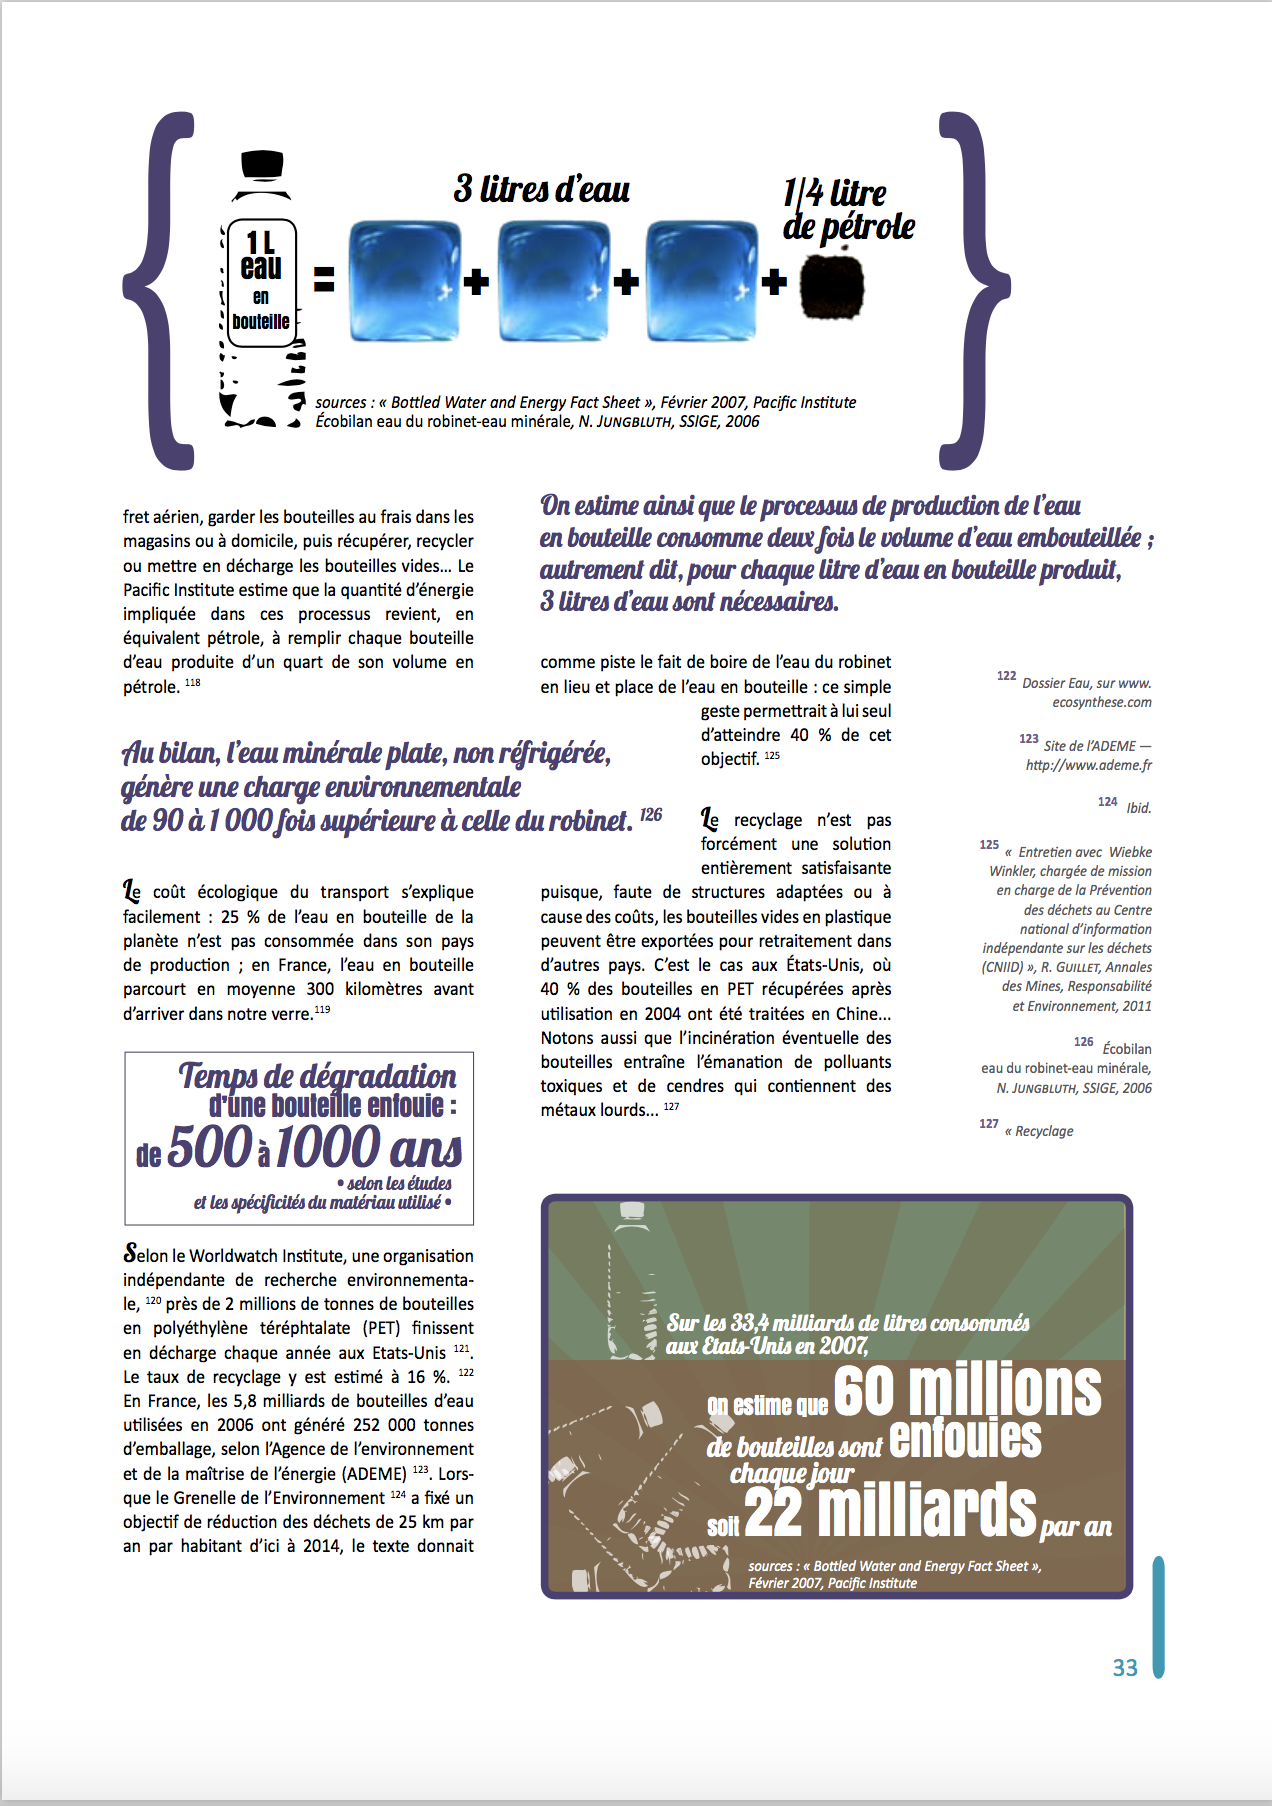 3 litres d'eau
1/4 litre
de pétrole
1 L
eau
en
bouteille
=
+
+
+
sources : « Bottled Water and Energy Fact Sheet », Février 2007, Pacific Institute
Écobilan eau du robinet-eau minérale, N. JUNGBLUTH, SSIGE, 2006
fret aérien, garder les bouteilles au frais dans les
magasins ou à domicile, puis récupérer, recycler
ou mettre en décharge les bouteilles vides... Le
Pacific Institute estime que la quantité d'énergie
impliquée dans ces processus revient, en
équivalent pétrole, à remplir chaque bouteille
d'eau produite d'un quart de son volume en
pétrole. 118
Au bilan, l'eau minérale plate, non réfrigérée,
génère une charge environnementale
de 90 à 1 000 fois supérieure à celle du robinet. 126
Le coût écologique du transport s'explique
facilement : 25 % de l'eau en bouteille de la
planète n'est pas consommée dans son pays
de production ; en France, l'eau en bouteille
parcourt en moyenne 300 kilomètres avant
d'arriver dans notre verre.119
Temps de dégradation
d'une bouteille enfouie :
de 500 à 1000 ans
• selon les études
et les spécificités du matériau utilisé •
Selon le Worldwatch Institute, une organisation
indépendante de recherche environnementa-
le, 120 près de 2 millions de tonnes de bouteilles
en polyéthylène téréphtalate (PET) finissent
en décharge chaque année aux Etats-Unis 121.
Le taux de recyclage y est estimé à 16 %. 122
En France, les 5,8 milliards de bouteilles d'eau
utilisées en 2006 ont généré 252 000 tonnes
d'emballage, selon l'Agence de l'environnement
et de la maîtrise de l'énergie (ADEME) 123. Lors-
que le Grenelle de l'Environnement 124 a fixé un
objectif de réduction des déchets de 25 km par
an par habitant d'ici à 2014, le texte donnait
On estime ainsi que le processus de production de l'eau
en bouteille consomme deux fois le volume d'eau embouteillée ;
autrement dit, pour chaque litre d'eau en bouteille produit,
3 litres d'eau sont nécessaires.
comme piste le fait de boire de l'eau du robinet
en lieu et place de l'eau en bouteille : ce simple
geste permettrait à lui seul
d'atteindre 40 % de cet
objectif. 125
Le recyclage n'est pas
forcément une solution
entièrement satisfaisante
puisque, faute de structures adaptées ou à
cause des coûts, les bouteilles vides en plastique
peuvent être exportées pour retraitement dans
d'autres pays. C'est le cas aux États-Unis, où
40 % des bouteilles en PET récupérées après
utilisation en 2004 ont été traitées en Chine...
Notons aussi que l'incinération éventuelle des
bouteilles entraîne l'émanation de polluants
toxiques et de cendres qui contiennent des
métaux lourds... 127
122 Dossier Eau, sur www.
ecosynthese.com
123 Site de l'ADEME —
http://www.ademe.fr
124 Ibid.
125 « Entretien avec Wiebke
Winkler, chargée de mission
en charge de la Prévention
des déchets au Centre
national d'information
indépendante sur les déchets
(CNIID) », R. GUILLET, Annales
des Mines, Responsabilité
et Environnement, 2011
126 Écobilan
eau du robinet-eau minérale,
N. JUNGBLUTH, SSIGE, 2006
127 « Recyclage
Sur les 33,4 milliards de litres consommés
aux Etats-Unis en 2007,
on estime que 60 millions
de bouteilles sont enfouies
chaque jour
soit 22 milliards par an
sources : « Bottled Water and Energy Fact Sheet »,
Février 2007, Pacific Institute
33